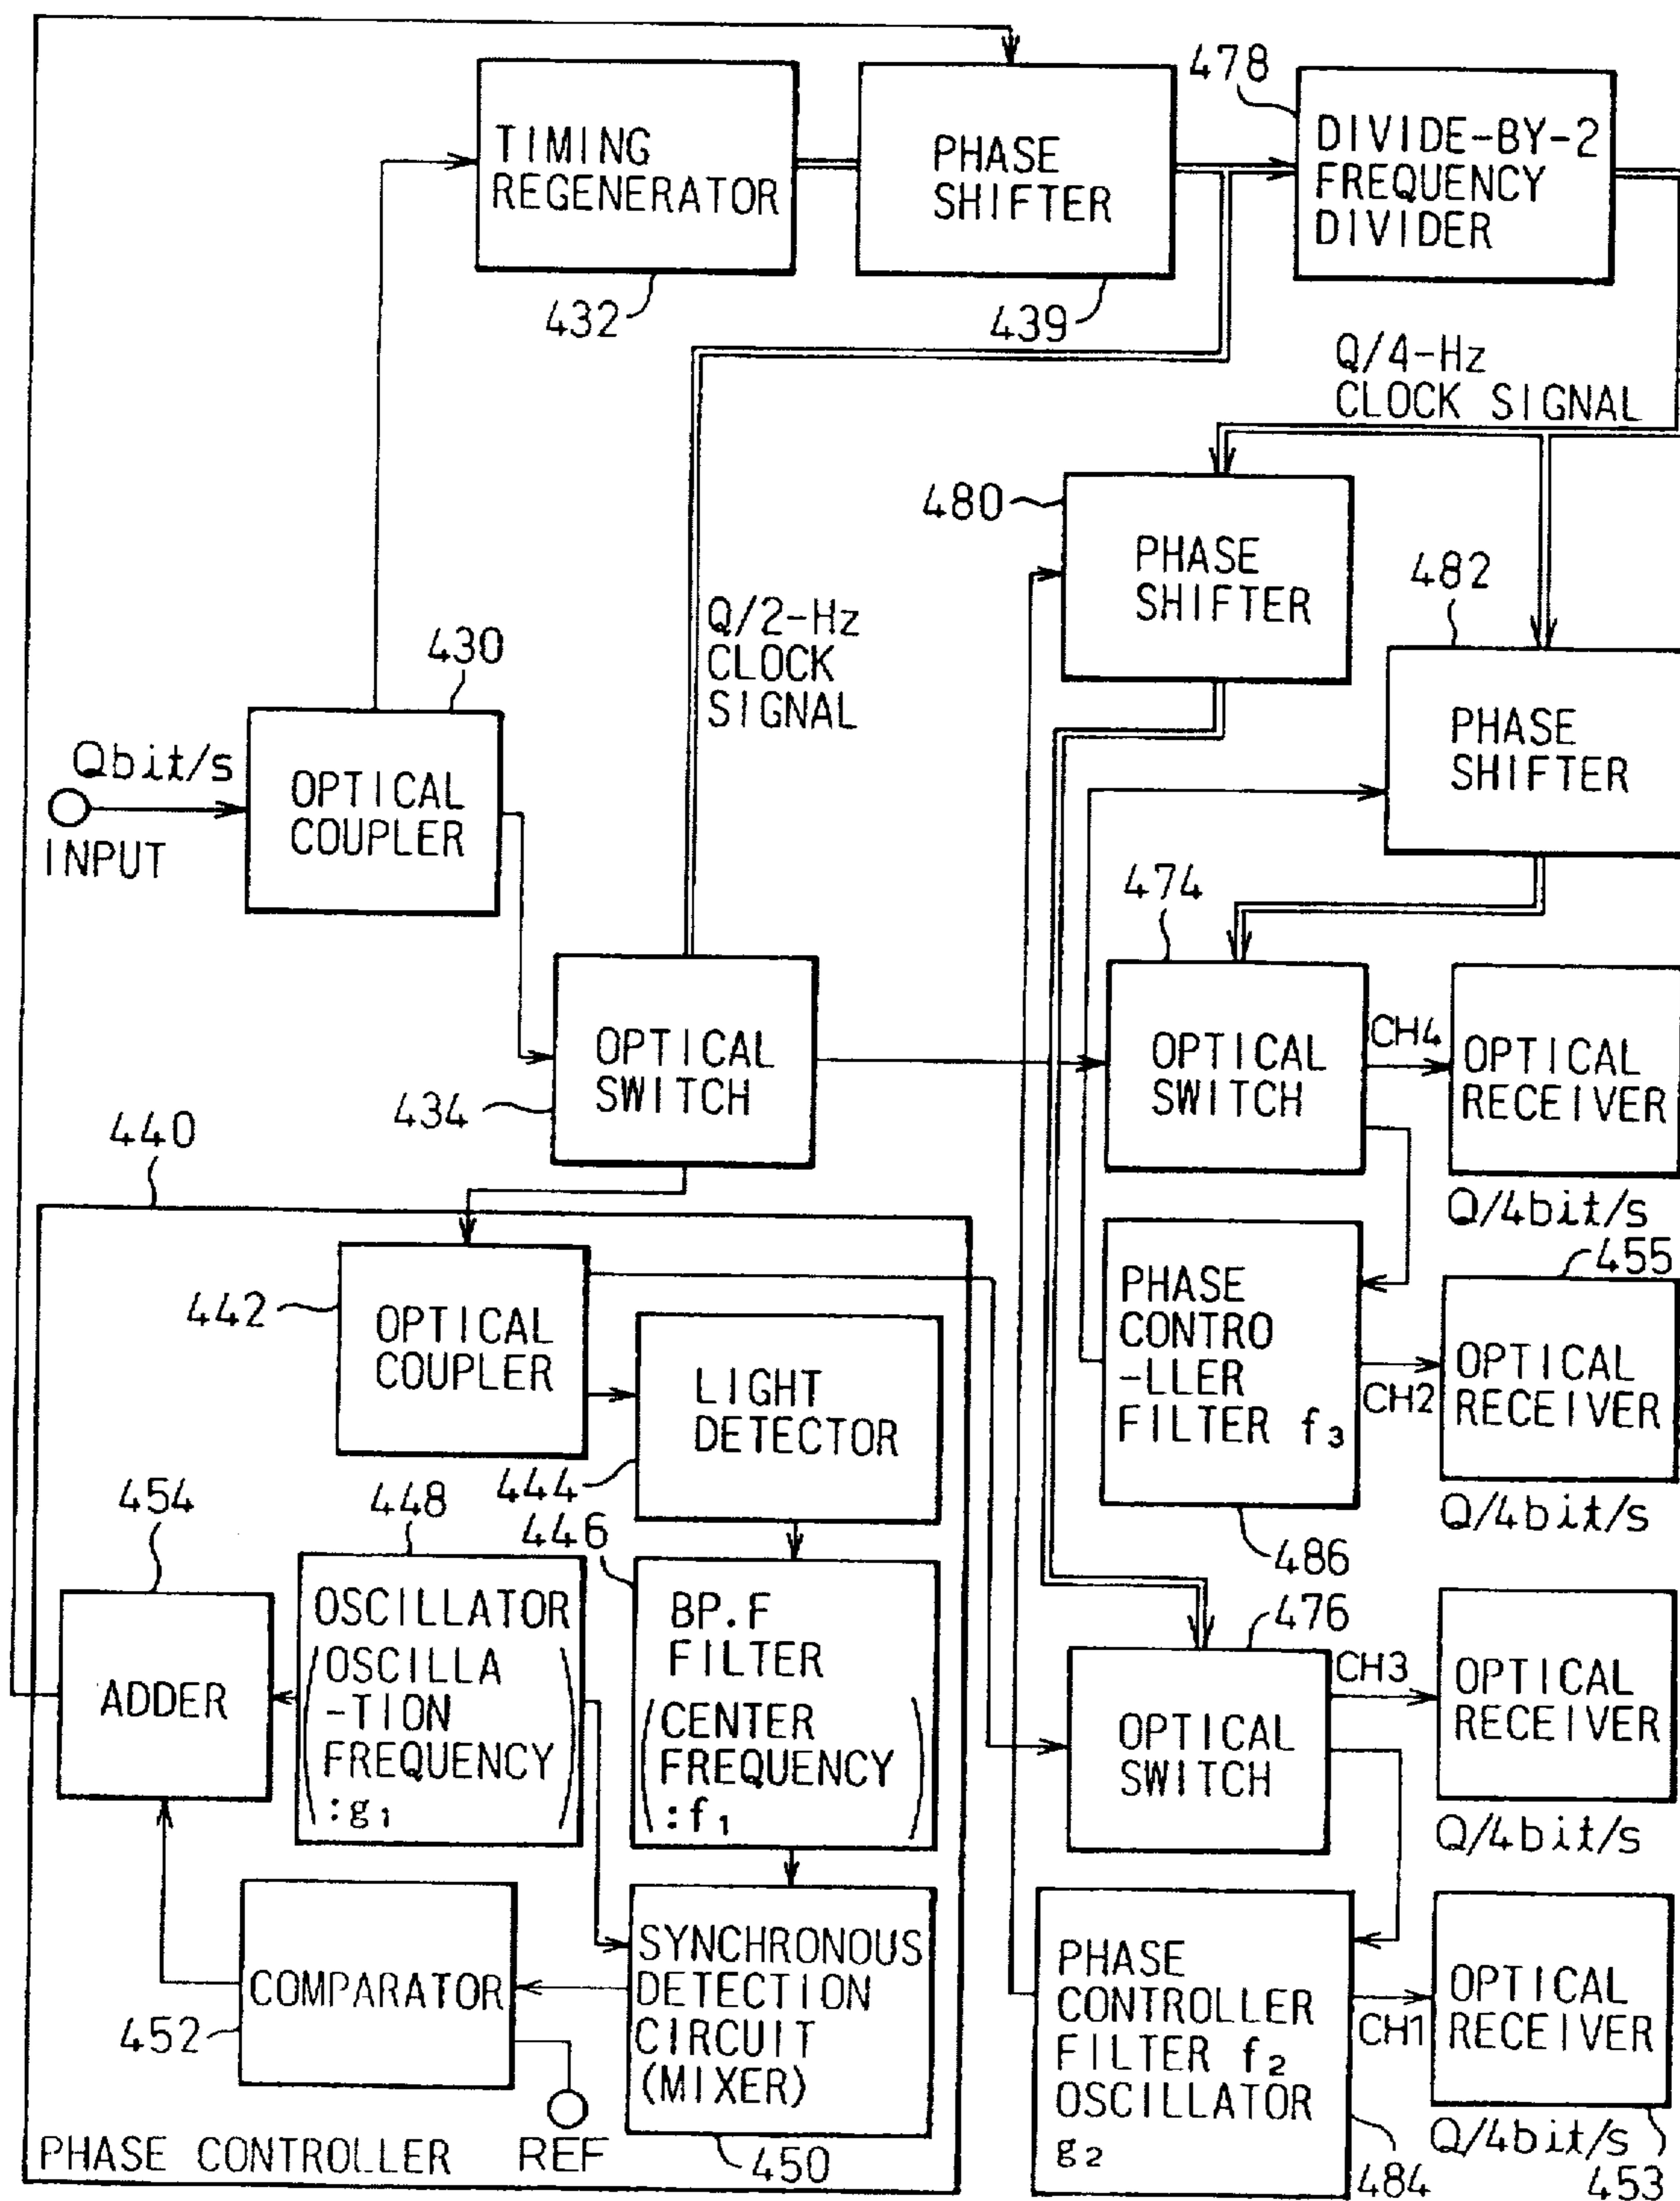 478
TIMING
REGENERATOR
432
PHASE
SHIFTER
439
DIVIDE-BY-2
FREQUENCY
DIVIDER
Q/4-Hz
CLOCK SIGNAL
480
PHASE
SHIFTER
482
PHASE
SHIFTER
Q/2-Hz
CLOCK
SIGNAL
430
Qbit/s
INPUT
OPTICAL
COUPLER
474
OPTICAL
SWITCH
434
OPTICAL
SWITCH
CH4
OPTICAL
RECEIVER
Q/4bit/s
440
442
OPTICAL
COUPLER
LIGHT
DETECTOR
444
PHASE
CONTRO
-LLER
FILTER f₃
486
455
CH2
OPTICAL
RECEIVER
Q/4bit/s
454
ADDER
448
OSCILLATOR
(OSCILLA
-TION
FREQUENCY
:g₁)
446
BP.F
FILTER
(CENTER
FREQUENCY
:f₁)
476
OPTICAL
SWITCH
CH3
OPTICAL
RECEIVER
Q/4bit/s
COMPARATOR
452
SYNCHRONOUS
DETECTION
CIRCUIT
(MIXER)
450
REF
PHASE CONTROLLER
PHASE
CONTROLLER
FILTER f₂
OSCILLATOR
g₂
484
CH1
OPTICAL
RECEIVER
Q/4bit/s
453